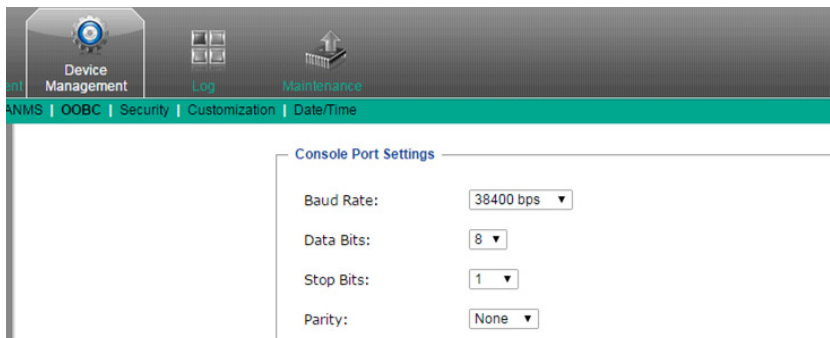 Device
Management
Log
Maintenance
ANMS | OOBC | Security | Customization | Date/Time
Console Port Settings
Baud Rate: 38400 bps
Data Bits: 8
Stop Bits: 1
Parity: None